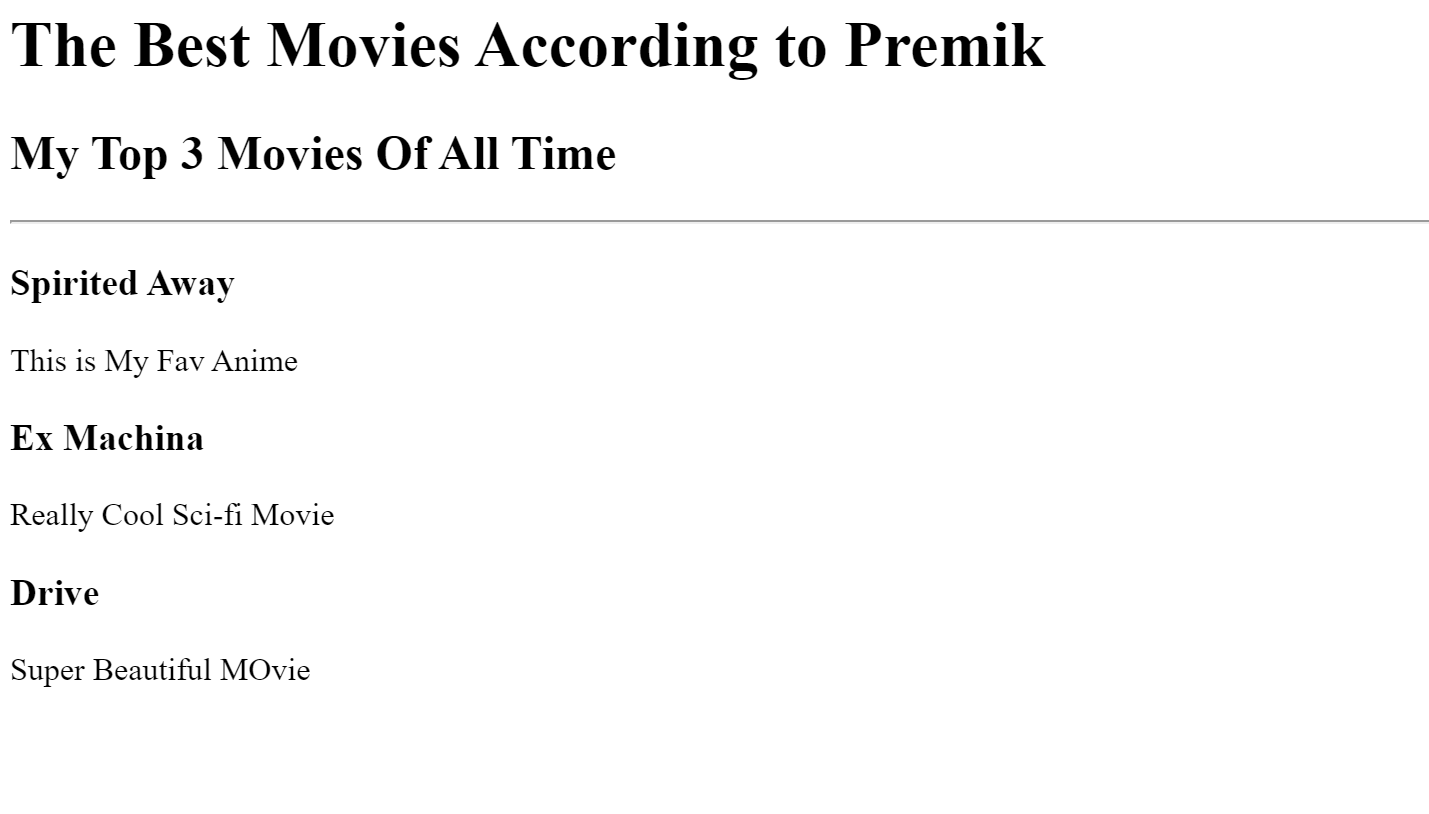 The Best Movies According to Premik
My Top 3 Movies Of All Time
Spirited Away
This is My Fav Anime
Ex Machina
Really Cool Sci-fi Movie
Drive
Super Beautiful MOvie